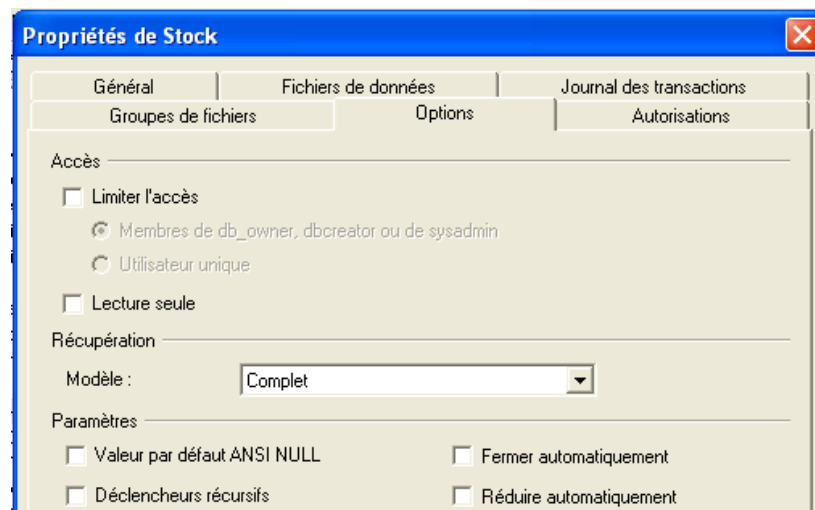 Propriétés de Stock
Général Fichiers de données Journal des transactions
Groupes de fichiers Options Autorisations
Accès
Limiter l'accès
Membres de db_owner, dbcreator ou de sysadmin
Utilisateur unique
Lecture seule
Récupération
Modèle : Complet
Paramètres
Valeur par défaut ANSI NULL Fermer automatiquement
Déclencheurs récursifs Réduire automatiquement